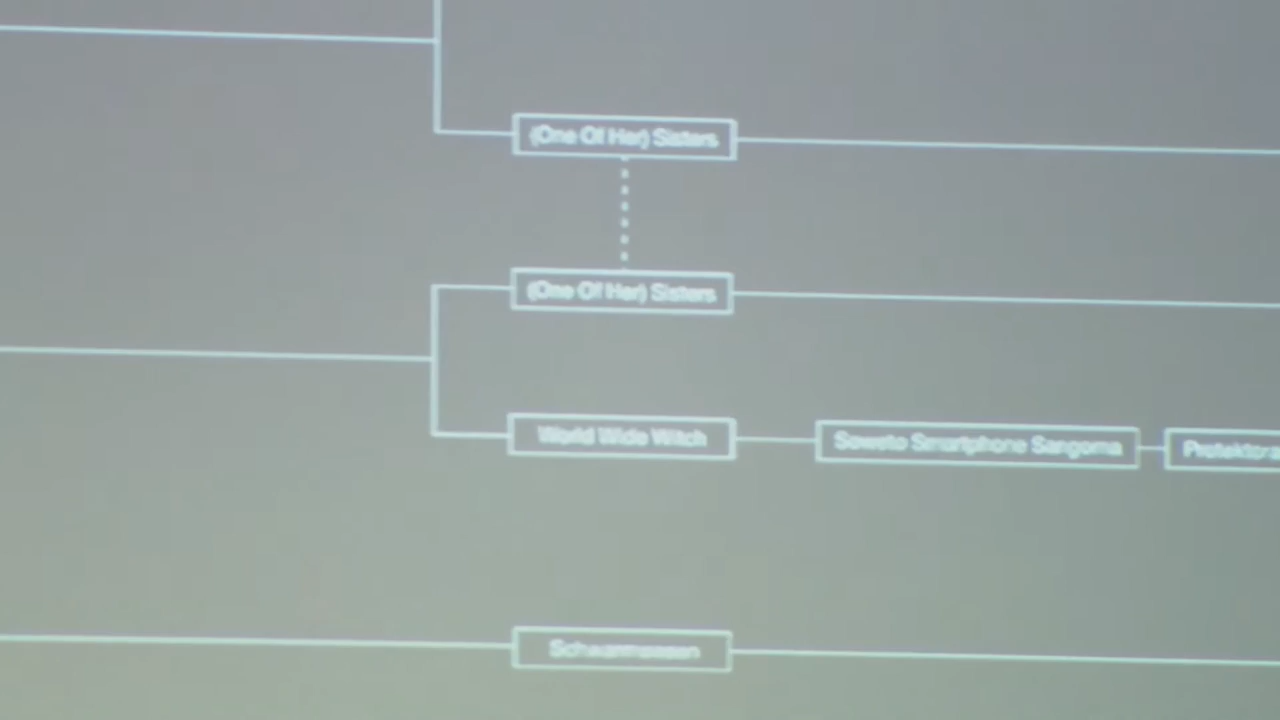 (One Of Her) Sisters
(One Of Her) Sisters
World Wide Witch
Soweto Smartphone Sangoma